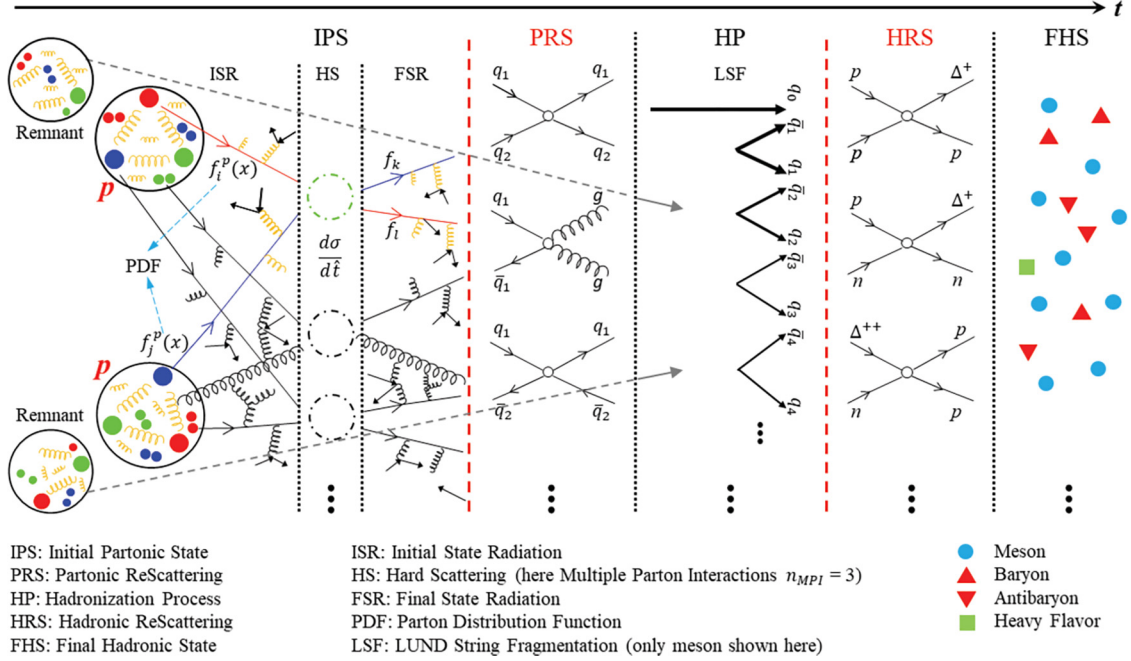 t
IPS PRS HP HRS FHS
ISR HS FSR LSF
Remnant
p
f_i^p(x)
PDF
f_j^p(x)
p
Remnant
dσ/dt̂
f_k
f_l
q₁ q₁
q₂ q₂
q₁ g
q̄₁ g
q₁ q₁
q̄₂ q̄₂
q₀
q̄₁
q₁
q̄₂
q₂
q̄₃
q₃
q̄₄
q₄
p Δ⁺
p p
p Δ⁺
n n
Δ⁺⁺ p
n p
IPS: Initial Partonic State
PRS: Partonic ReScattering
HP: Hadronization Process
HRS: Hadronic ReScattering
FHS: Final Hadronic State
ISR: Initial State Radiation
HS: Hard Scattering (here Multiple Parton Interactions n_MPI = 3)
FSR: Final State Radiation
PDF: Parton Distribution Function
LSF: LUND String Fragmentation (only meson shown here)
Meson
Baryon
Antibaryon
Heavy Flavor